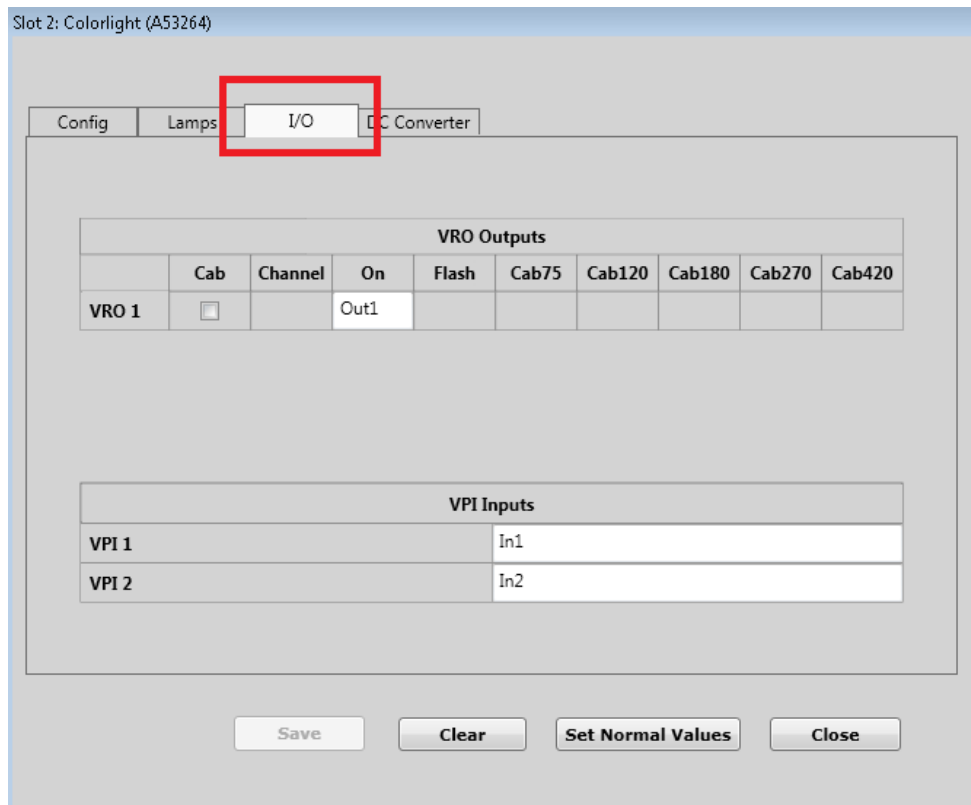 Slot 2: Colorlight (A53264)
Config Lamps I/O DC Converter
VRO Outputs
Cab Channel On Flash Cab75 Cab120 Cab180 Cab270 Cab420
VRO 1 Out1
VPI Inputs
VPI 1 In1
VPI 2 In2
Save Clear Set Normal Values Close